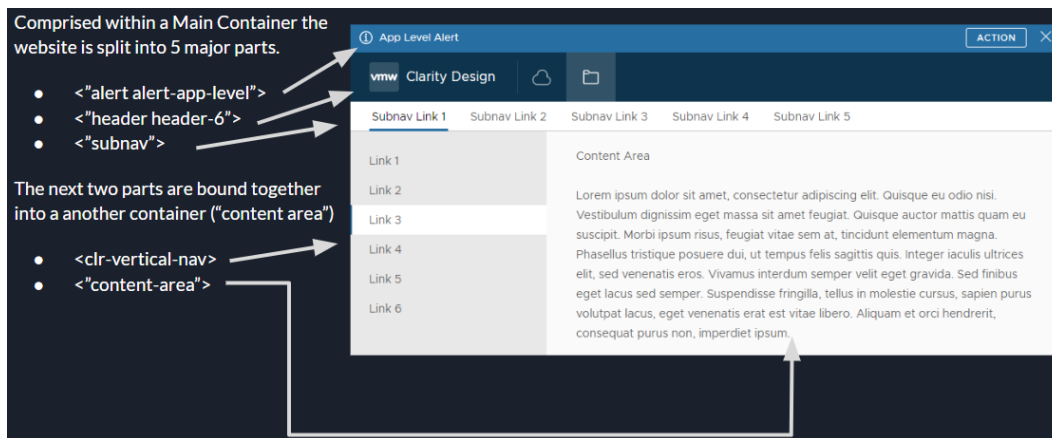 Comprised within a Main Container the
website is split into 5 major parts.
● <"alert alert-app-level">
● <"header header-6">
● <"subnav">
The next two parts are bound together
into a another container ("content area")
● <clr-vertical-nav>
● <"content-area">
App Level Alert
ACTION
vmw Clarity Design
Subnav Link 1 Subnav Link 2 Subnav Link 3 Subnav Link 4 Subnav Link 5
Link 1
Link 2
Link 3
Link 4
Link 5
Link 6
Content Area
Lorem ipsum dolor sit amet, consectetur adipiscing elit. Quisque eu odio nisi.
Vestibulum dignissim eget massa sit amet feugiat. Quisque auctor mattis quam eu
suscipit. Morbi ipsum risus, feugiat vitae sem at, tincidunt elementum magna.
Phasellus tristique posuere dui, ut tempus felis sagittis quis. Integer iaculis ultrices
elit, sed venenatis eros. Vivamus interdum semper velit eget gravida. Sed finibus
eget lacus sed semper. Suspendisse fringilla, tellus in molestie cursus, sapien purus
volutpat lacus, eget venenatis erat est vitae libero. Aliquam et orci hendrerit,
consequat purus non, imperdiet ipsum.